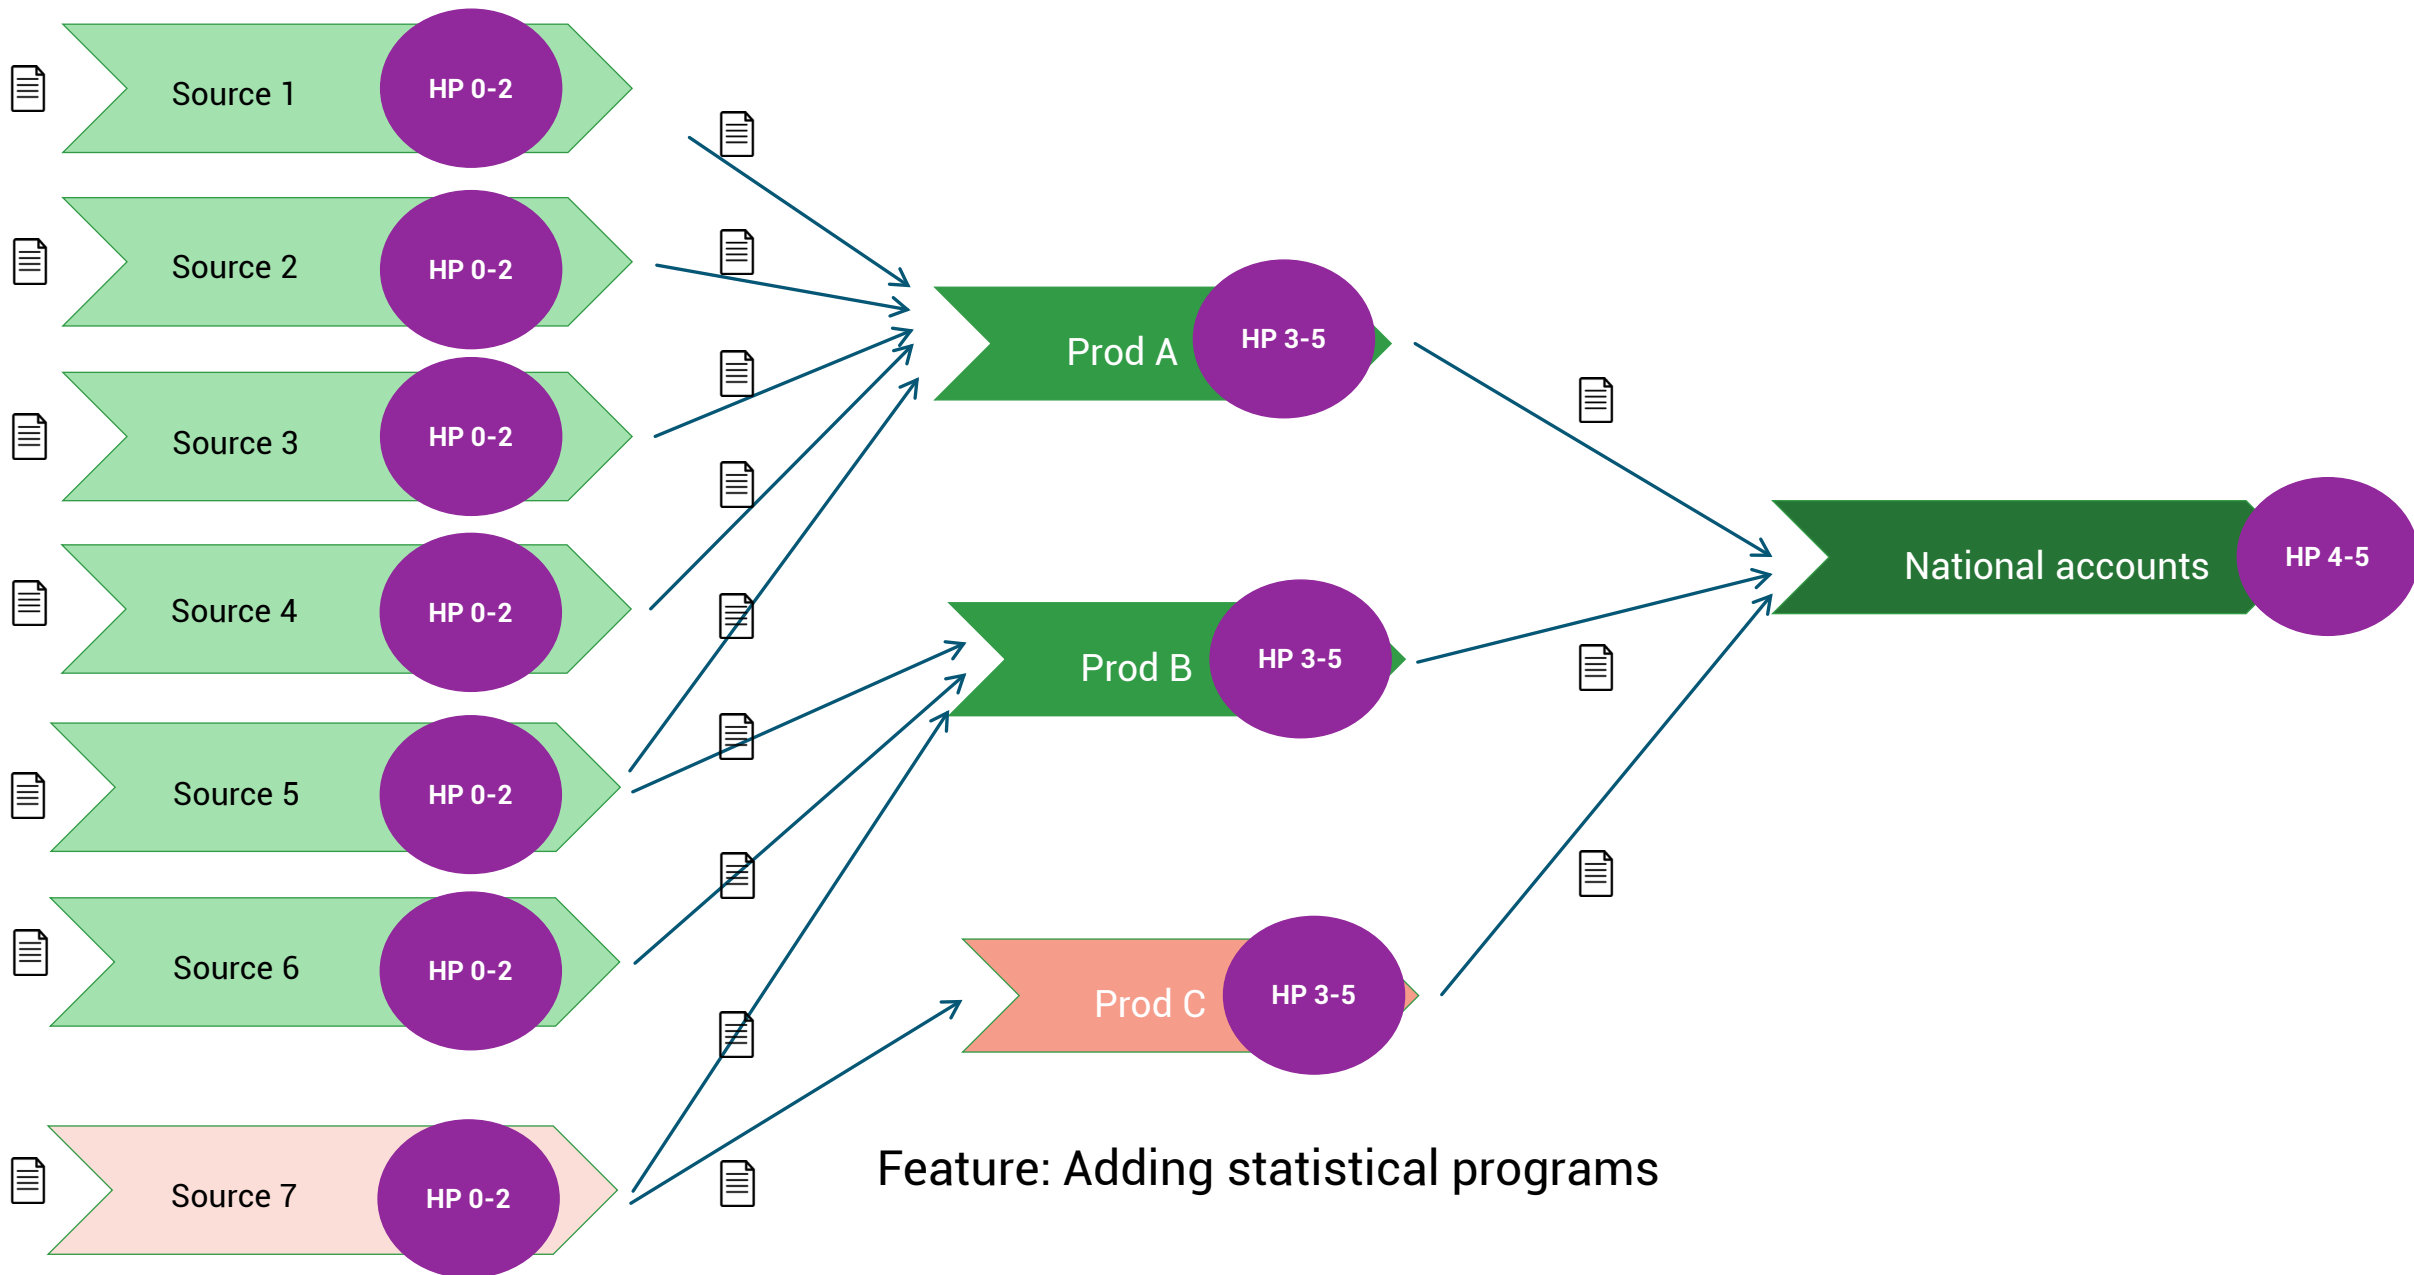 Source 1
HP 0-2
Source 2
HP 0-2
Source 3
HP 0-2
Source 4
HP 0-2
Source 5
HP 0-2
Source 6
HP 0-2
Source 7
HP 0-2
Prod A
HP 3-5
Prod B
HP 3-5
Prod C
HP 3-5
National accounts
HP 4-5
Feature: Adding statistical programs